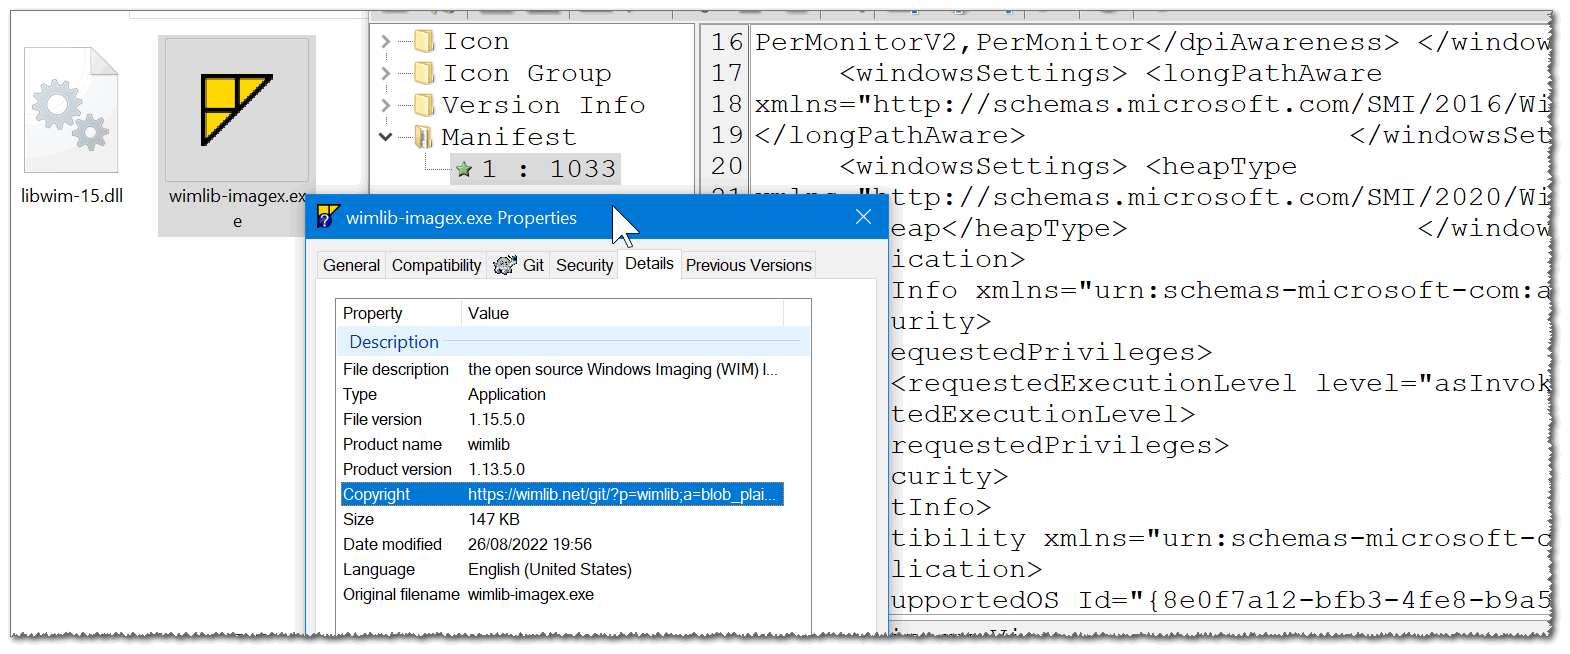 libwim-15.dll
wimlib-imagex.ex
e
Icon
Icon Group
Version Info
Manifest
1 : 1033
16 PerMonitorV2,PerMonitor</dpiAwareness> </window
17 <windowsSettings> <longPathAware
18 xmlns="http://schemas.microsoft.com/SMI/2016/Wi
19 </longPathAware> </windowsSet
20 <windowsSettings> <heapType
21 xmlns="http://schemas.microsoft.com/SMI/2020/Wi
eap</heapType> </window
ication>
Info xmlns="urn:schemas-microsoft-com:a
urity>
equestedPrivileges>
<requestedExecutionLevel level="asInvok
tedExecutionLevel>
requestedPrivileges>
curity>
tInfo>
tibility xmlns="urn:schemas-microsoft-c
lication>
upportedOS Id="{8e0f7a12-bfb3-4fe8-b9a5
wimlib-imagex.exe Properties
General Compatibility Git Security Details Previous Versions
Property Value
Description
File description the open source Windows Imaging (WIM) l...
Type Application
File version 1.15.5.0
Product name wimlib
Product version 1.13.5.0
Copyright https://wimlib.net/git/?p=wimlib;a=blob_plai...
Size 147 KB
Date modified 26/08/2022 19:56
Language English (United States)
Original filename wimlib-imagex.exe